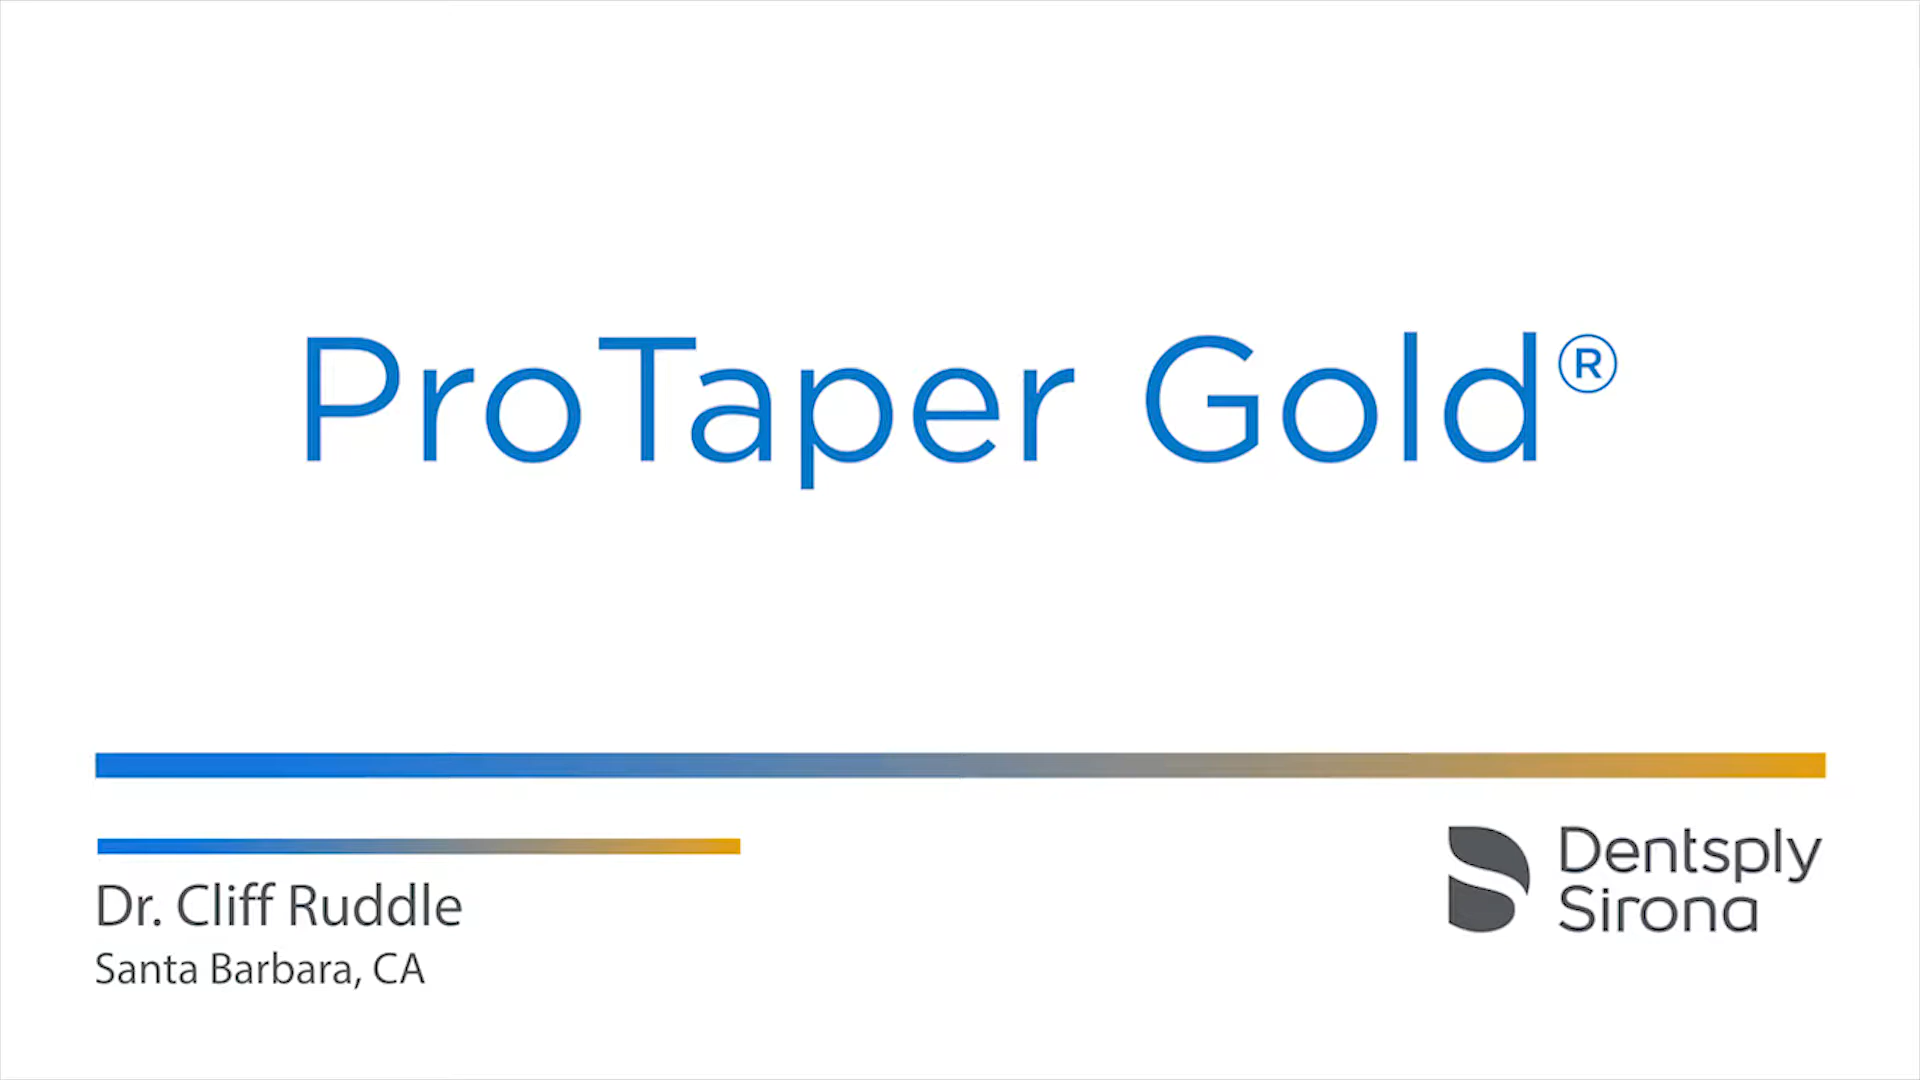 ProTaper Gold®
Dr. Cliff Ruddle
Santa Barbara, CA
Dentsply
Sirona